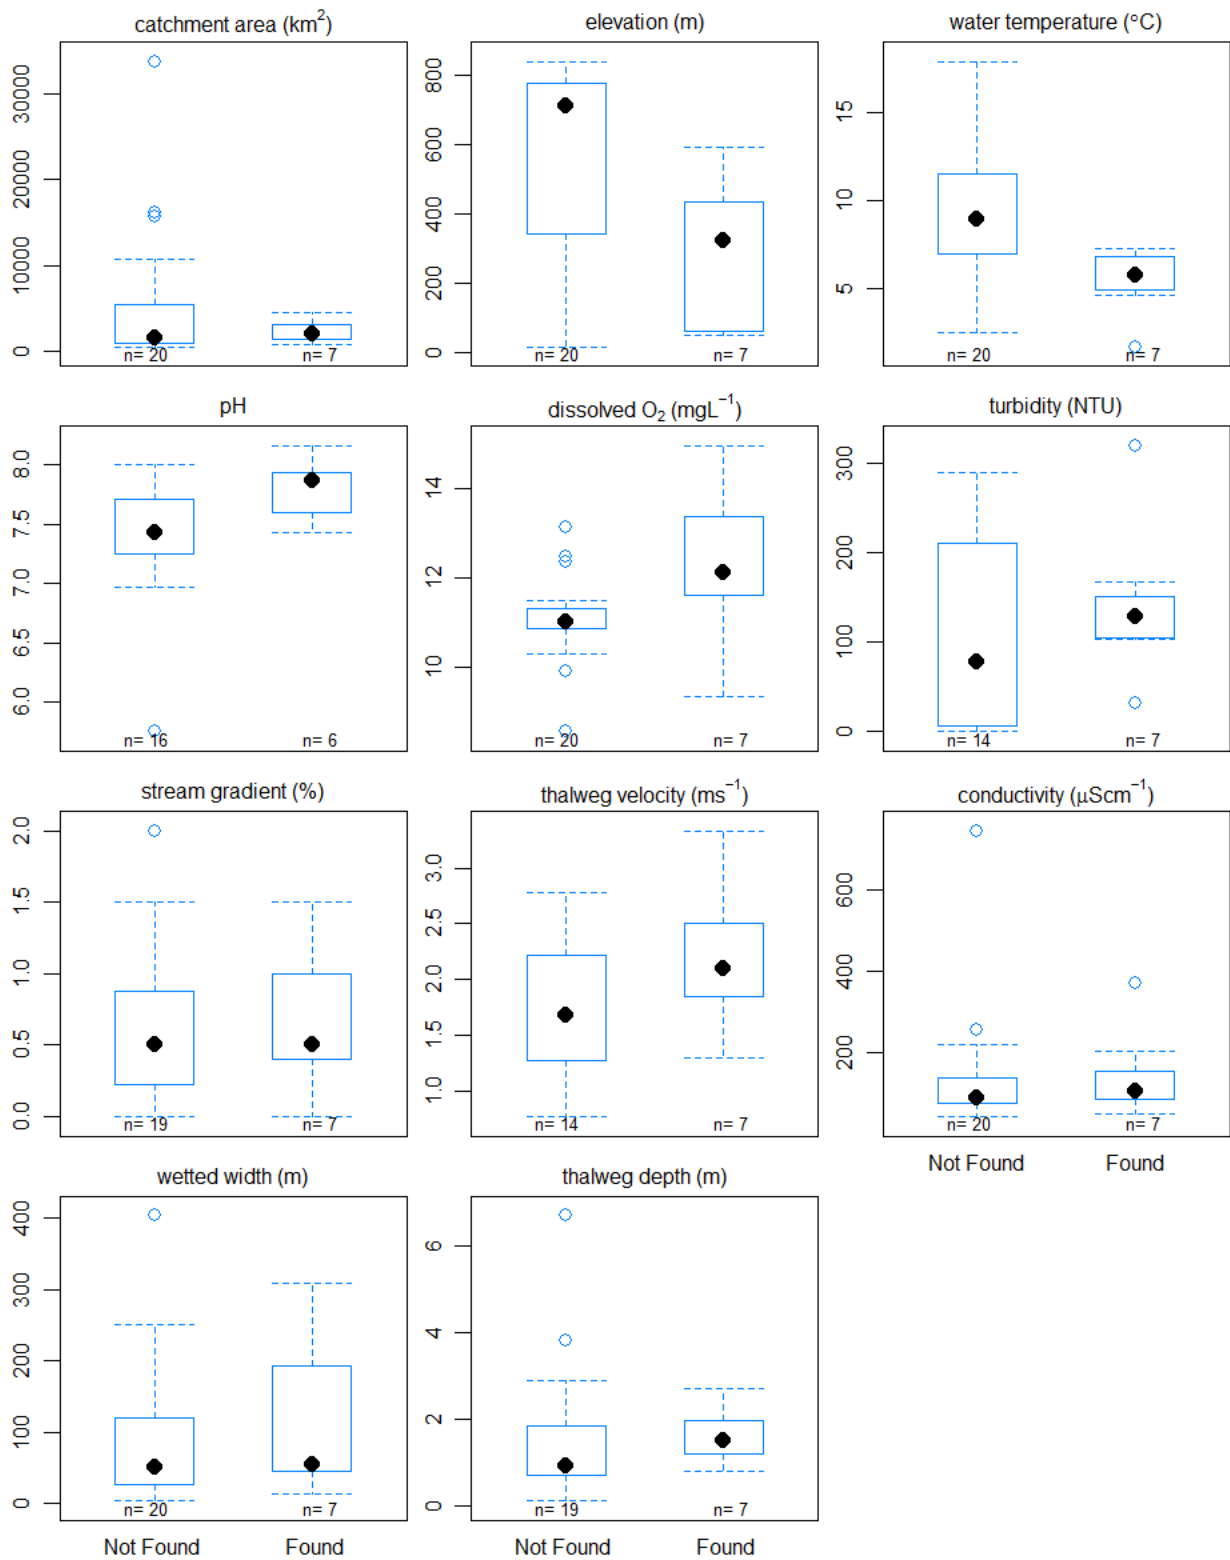 catchment area (km²)
30000
20000
10000
0
n= 20
n= 7
elevation (m)
800
600
400
200
0
n= 20
n= 7
water temperature (°C)
15
10
5
n= 20
n= 7
pH
8.0
7.5
7.0
6.5
6.0
n= 16
n= 6
dissolved O₂ (mgL⁻¹)
14
12
10
n= 20
n= 7
turbidity (NTU)
300
200
100
0
n= 14
n= 7
stream gradient (%)
2.0
1.5
1.0
0.5
0.0
n= 19
n= 7
thalweg velocity (ms⁻¹)
3.0
2.5
2.0
1.5
1.0
n= 14
n= 7
conductivity (μScm⁻¹)
600
400
200
n= 20
n= 7
Not Found
Found
wetted width (m)
400
300
200
100
0
n= 20
n= 7
Not Found
Found
thalweg depth (m)
6
4
2
0
n= 19
n= 7
Not Found
Found